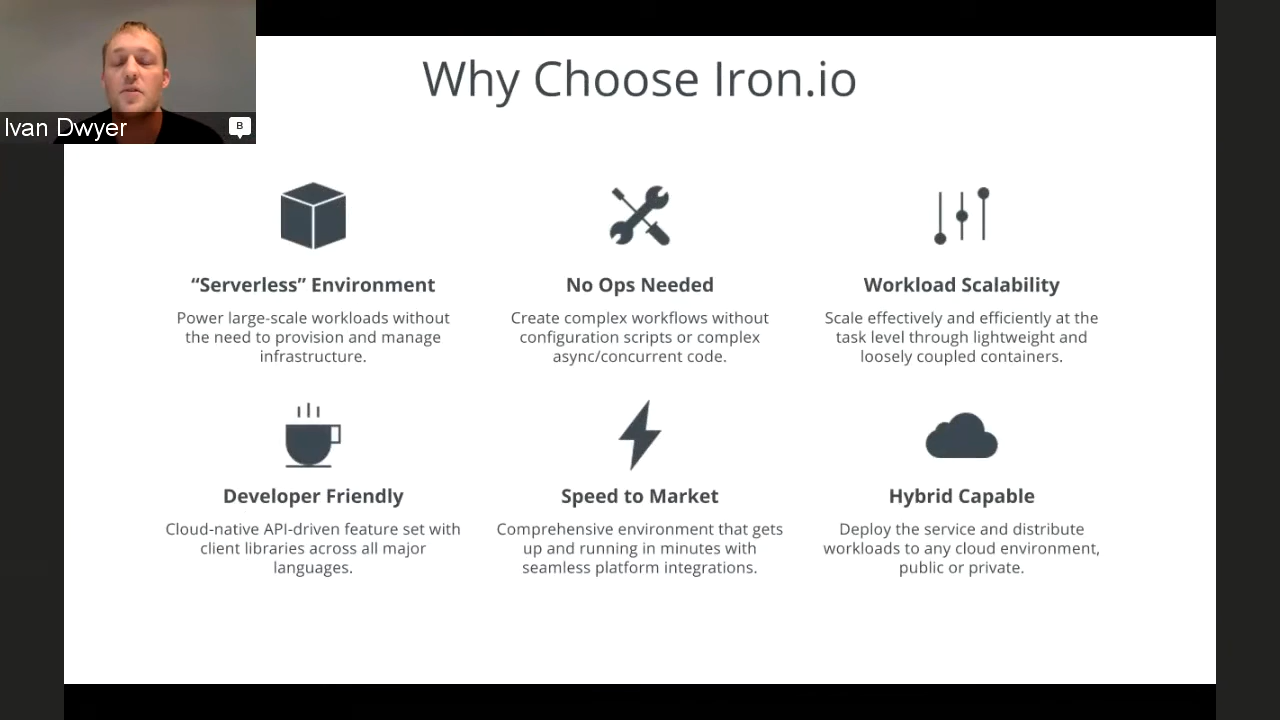 Ivan Dwyer
B
Why Choose Iron.io
“Serverless” Environment
Power large-scale workloads without
the need to provision and manage
infrastructure.
No Ops Needed
Create complex workflows without
configuration scripts or complex
async/concurrent code.
Workload Scalability
Scale effectively and efficiently at the
task level through lightweight and
loosely coupled containers.
Developer Friendly
Cloud-native API-driven feature set with
client libraries across all major
languages.
Speed to Market
Comprehensive environment that gets
up and running in minutes with
seamless platform integrations.
Hybrid Capable
Deploy the service and distribute
workloads to any cloud environment,
public or private.